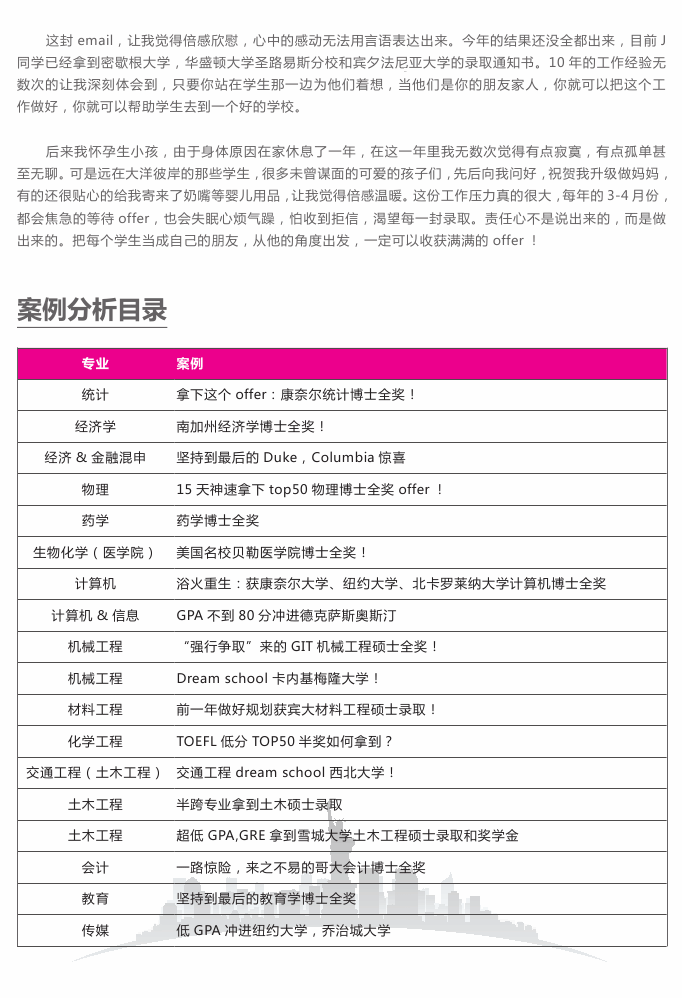 这封 email，让我觉得倍感欣慰，心中的感动无法用言语表达出来。今年的结果还没全都出来，目前 J
同学已经拿到密歇根大学，华盛顿大学圣路易斯分校和宾夕法尼亚大学的录取通知书。10 年的工作经验无
数次的让我深刻体会到，只要你站在学生那一边为他们着想，当他们是你的朋友家人，你就可以把这个工
作做好，你就可以帮助学生去到一个好的学校。
后来我怀孕生小孩，由于身体原因在家休息了一年，在这一年里我无数次觉得有点寂寞，有点孤单甚
至无聊。可是远在大洋彼岸的那些学生，很多未曾谋面的可爱的孩子们，先后向我问好，祝贺我升级做妈妈，
有的还很贴心的给我寄来了奶嘴等婴儿用品，让我觉得倍感温暖。这份工作压力真的很大，每年的 3-4 月份，
都会焦急的等待 offer，也会失眠心烦气躁，怕收到拒信，渴望每一封录取。责任心不是说出来的，而是做
出来的。把每个学生当成自己的朋友，从他的角度出发，一定可以收获满满的 offer ！
案例分析目录
专业 案例
统计 拿下这个 offer：康奈尔统计博士全奖！
经济学 南加州经济学博士全奖！
经济 & 金融混申 坚持到最后的 Duke，Columbia 惊喜
物理 15 天神速拿下 top50 物理博士全奖 offer ！
药学 药学博士全奖
生物化学（医学院） 美国名校贝勒医学院博士全奖！
计算机 浴火重生：获康奈尔大学、纽约大学、北卡罗莱纳大学计算机博士全奖
计算机 & 信息 GPA 不到 80 分冲进德克萨斯奥斯汀
机械工程 “强行争取”来的 GIT 机械工程硕士全奖！
机械工程 Dream school 卡内基梅隆大学！
材料工程 前一年做好规划获宾大材料工程硕士录取！
化学工程 TOEFL 低分 TOP50 半奖如何拿到？
交通工程（土木工程） 交通工程 dream school 西北大学！
土木工程 半跨专业拿到土木硕士录取
土木工程 超低 GPA,GRE 拿到雪城大学土木工程硕士录取和奖学金
会计 一路惊险，来之不易的哥大会计博士全奖
教育 坚持到最后的教育学博士全奖
传媒 低 GPA 冲进纽约大学，乔治城大学